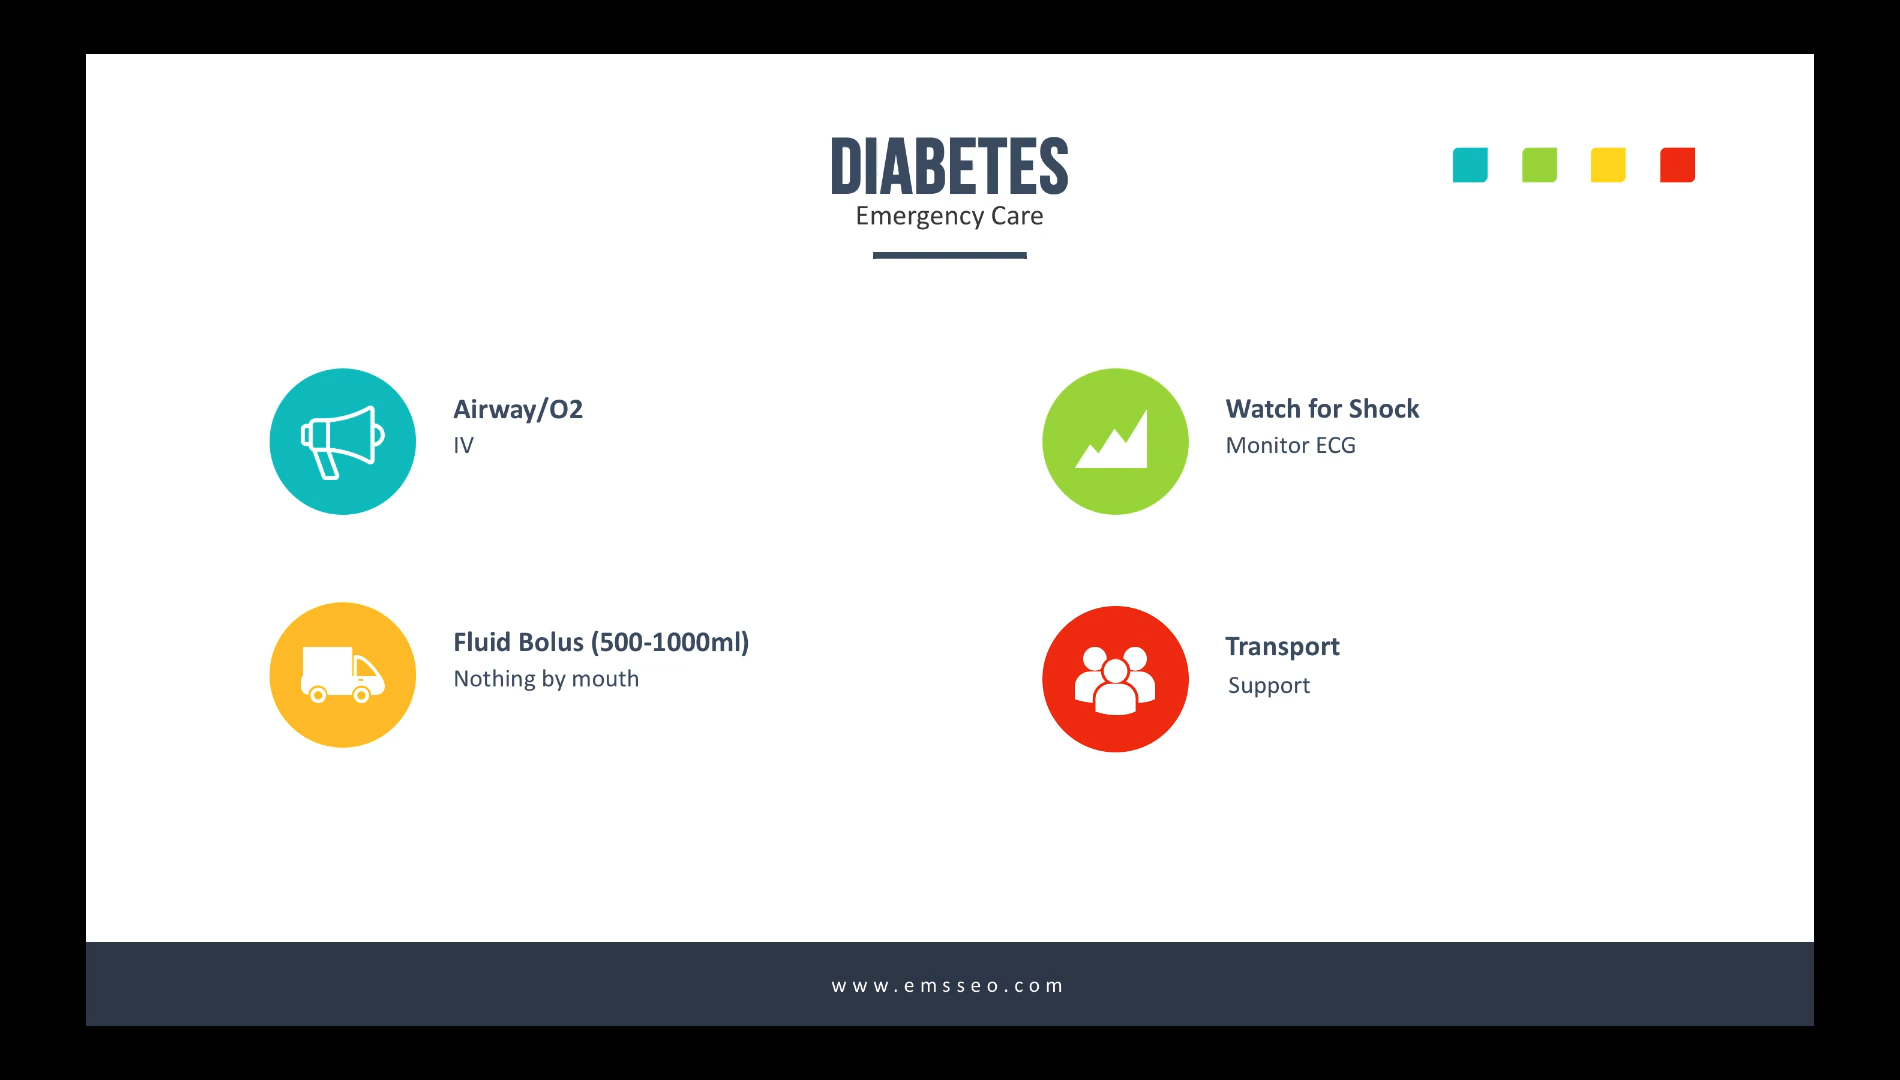 DIABETES
Emergency Care
Airway/O2
IV
Watch for Shock
Monitor ECG
Fluid Bolus (500-1000ml)
Nothing by mouth
Transport
Support
www.emsseo.com